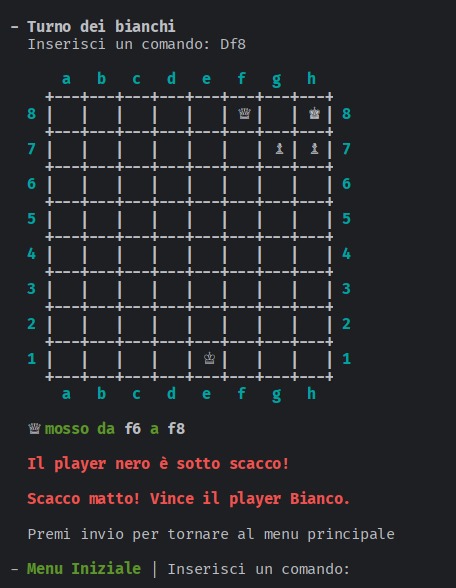 – Turno dei bianchi
Inserisci un comando: Df8
a b c d e f g h
+---+---+---+---+---+---+---+---+
8 | | | | | | ♕ | | ♚ | 8
+---+---+---+---+---+---+---+---+
7 | | | | | | | ♟ | ♟ | 7
+---+---+---+---+---+---+---+---+
6 | | | | | | | | | 6
+---+---+---+---+---+---+---+---+
5 | | | | | | | | | 5
+---+---+---+---+---+---+---+---+
4 | | | | | | | | | 4
+---+---+---+---+---+---+---+---+
3 | | | | | | | | | 3
+---+---+---+---+---+---+---+---+
2 | | | | | | | | | 2
+---+---+---+---+---+---+---+---+
1 | | | | | ♔ | | | | 1
+---+---+---+---+---+---+---+---+
a b c d e f g h
♕ mosso da f6 a f8
Il player nero è sotto scacco!
Scacco matto! Vince il player Bianco.
Premi invio per tornare al menu principale
– Menu Iniziale | Inserisci un comando: